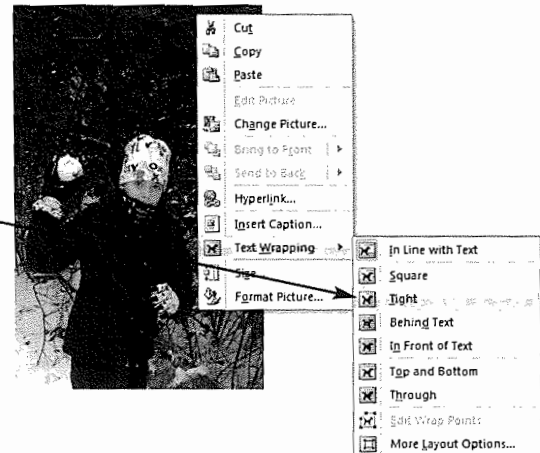 Cut
Copy
Paste
Edit Picture
Change Picture...
Bring to Front
Send to Back
Hyperlink...
Insert Caption...
Text Wrapping
Size
Format Picture...
In Line with Text
Square
Tight
Behind Text
In Front of Text
Top and Bottom
Through
Edit Wrap Points
More Layout Options...